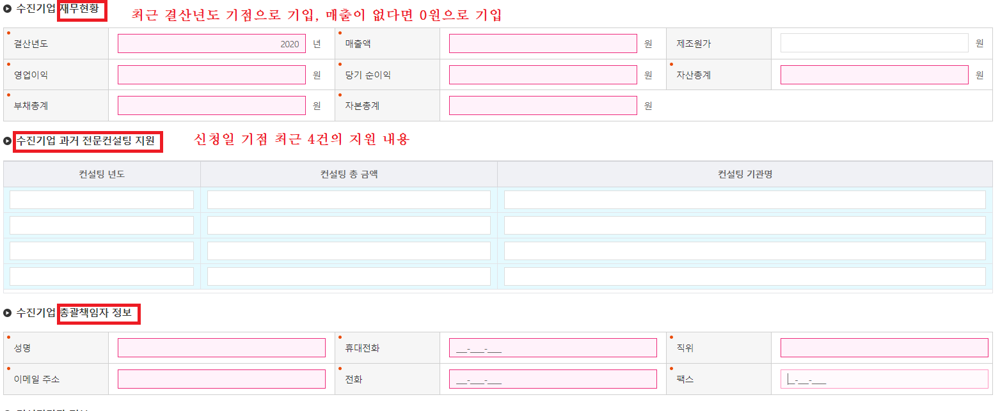 수진기업 재무현황 최근 결산년도 기점으로 기입, 매출이 없다면 0원으로 기입
결산년도 2020 년 매출액 원 제조원가 원
영업이익 원 당기 순이익 원 자산총계 원
부채총계 원 자본총계 원
수진기업 과거 전문컨설팅 지원 신청일 기점 최근 4건의 지원 내용
컨설팅 년도 컨설팅 총 금액 컨설팅 기관명
수진기업 총괄책임자 정보
성명 휴대전화 __-___-___ 직위
이메일 주소 전화 __-___-___ 팩스 __-__-___